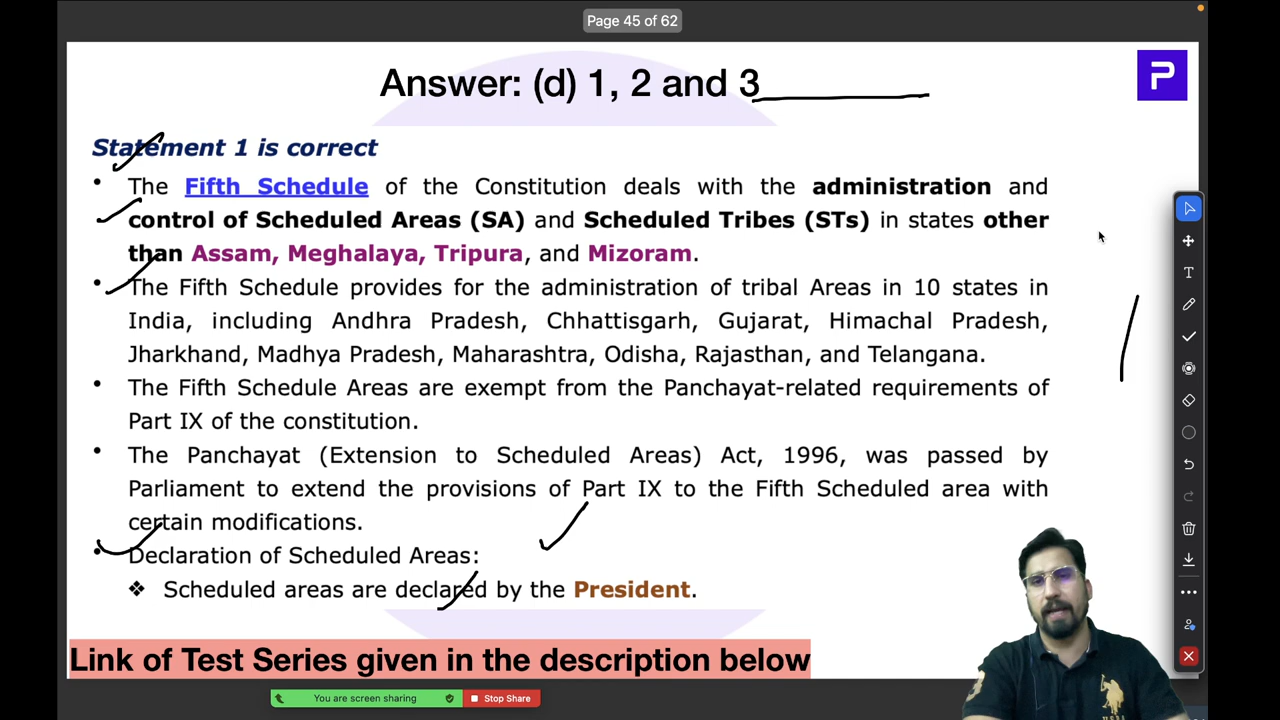 Page 45 of 62
Answer: (d) 1, 2 and 3
P
Statement 1 is correct
• The Fifth Schedule of the Constitution deals with the administration and
control of Scheduled Areas (SA) and Scheduled Tribes (STs) in states other
than Assam, Meghalaya, Tripura, and Mizoram.
• The Fifth Schedule provides for the administration of tribal Areas in 10 states in
India, including Andhra Pradesh, Chhattisgarh, Gujarat, Himachal Pradesh,
Jharkhand, Madhya Pradesh, Maharashtra, Odisha, Rajasthan, and Telangana.
• The Fifth Schedule Areas are exempt from the Panchayat-related requirements of
Part IX of the constitution.
• The Panchayat (Extension to Scheduled Areas) Act, 1996, was passed by
Parliament to extend the provisions of Part IX to the Fifth Scheduled area with
certain modifications.
• Declaration of Scheduled Areas:
❖ Scheduled areas are declared by the President.
Link of Test Series given in the description below
You are screen sharing
Stop Share